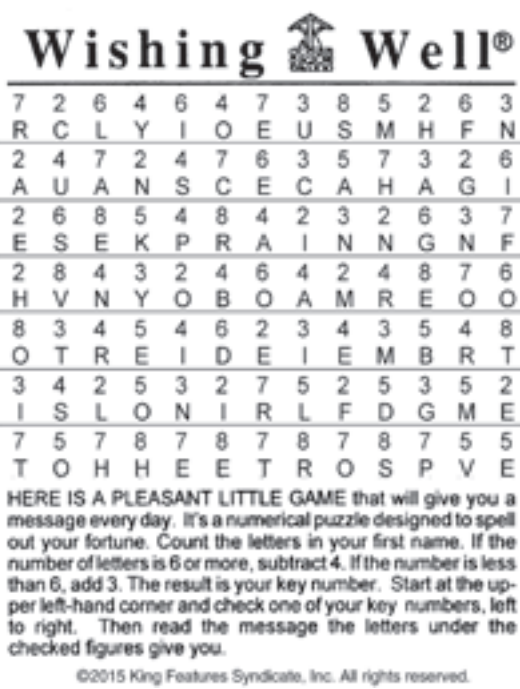 Wishing Well®
7 2 6 4 6 4 7 3 8 5 2 6 3
R C L Y I O E U S M H F N
2 4 7 2 4 7 6 3 5 7 3 2 6
A U A N S C E C A H A G I
2 6 8 5 4 8 4 2 3 2 6 3 7
E S E K P R A I N N G N F
2 8 4 3 2 4 6 4 2 4 8 7 6
H V N Y O B O A M R E O O
8 3 4 5 4 6 2 3 4 3 5 4 8
O T R E I D E I E M B R T
3 4 2 5 3 2 7 5 2 5 3 5 2
I S L O N I R L F D G M E
7 5 7 8 7 8 7 8 7 8 7 5 5
T O H H E E T R O S P V E
HERE IS A PLEASANT LITTLE GAME that will give you a
message every day. It's a numerical puzzle designed to spell
out your fortune. Count the letters in your first name. If the
number of letters is 6 or more, subtract 4. If the number is less
than 6, add 3. The result is your key number. Start at the up-
per left-hand corner and check one of your key numbers, left
to right. Then read the message the letters under the
checked figures give you.
©2015 King Features Syndicate, Inc. All rights reserved.